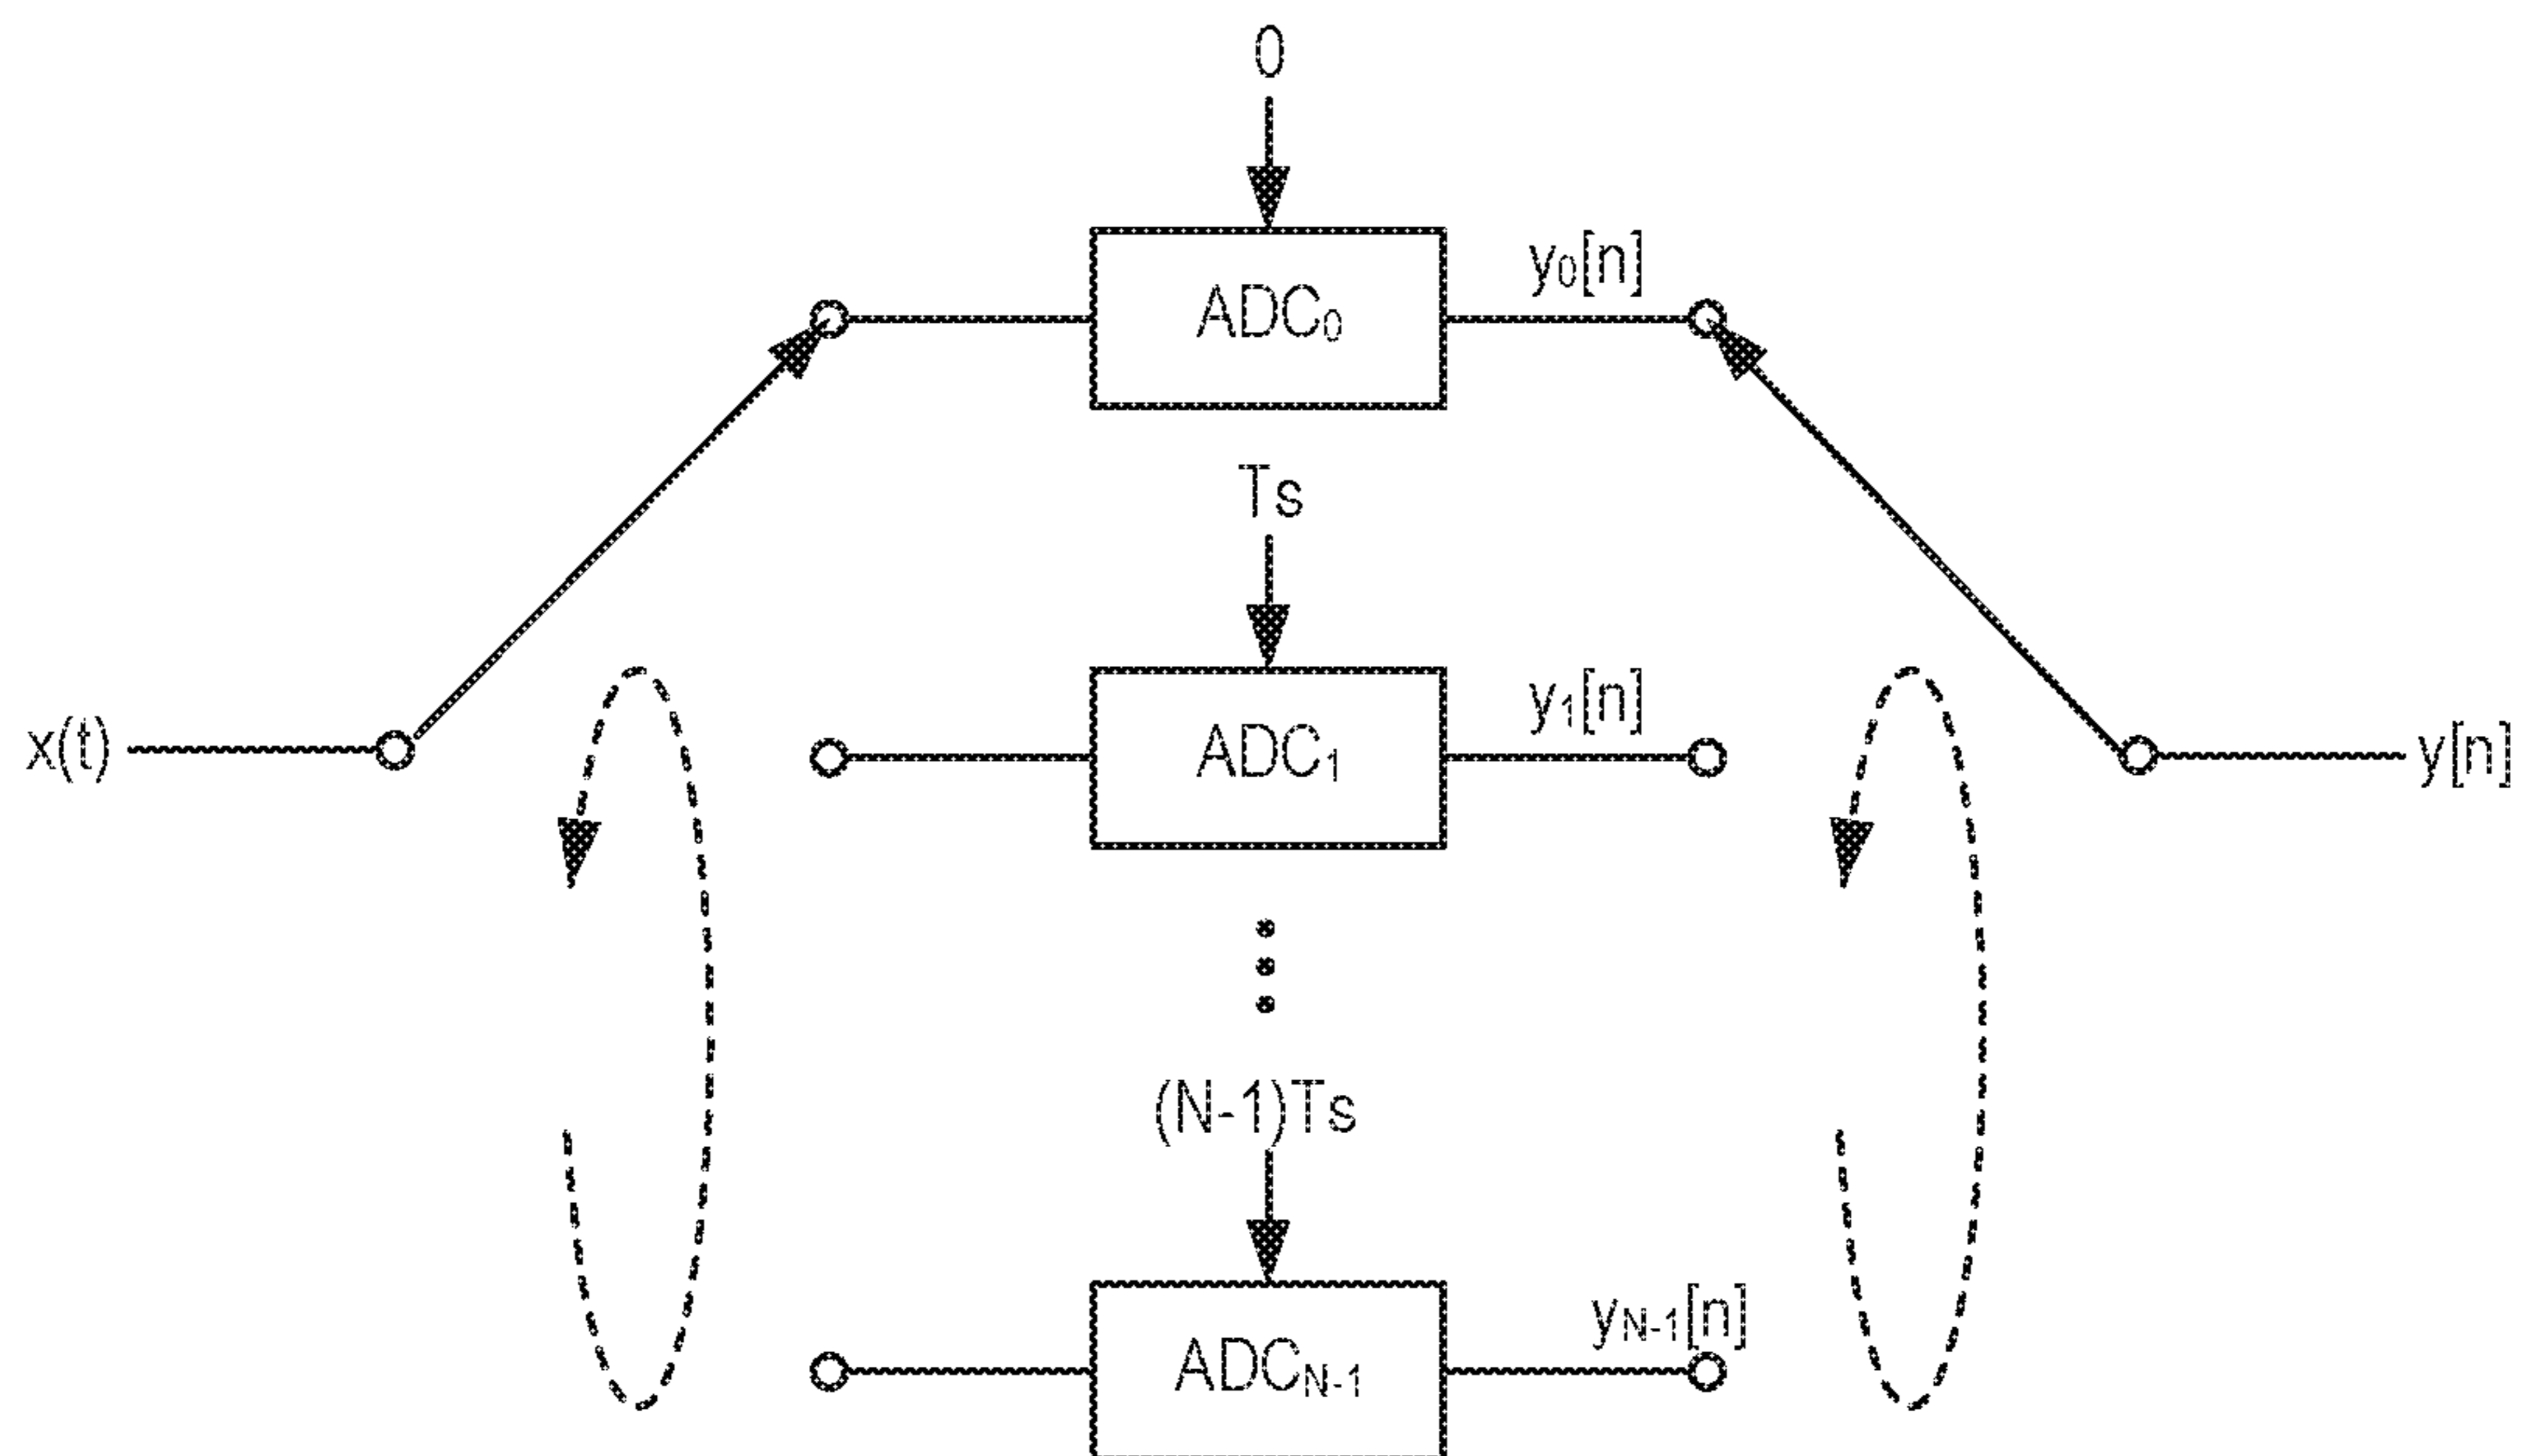 0
ADC₀
y₀[n]
Ts
x(t)
ADC₁
y₁[n]
y[n]
(N-1)Ts
ADCN-1
yN-1[n]